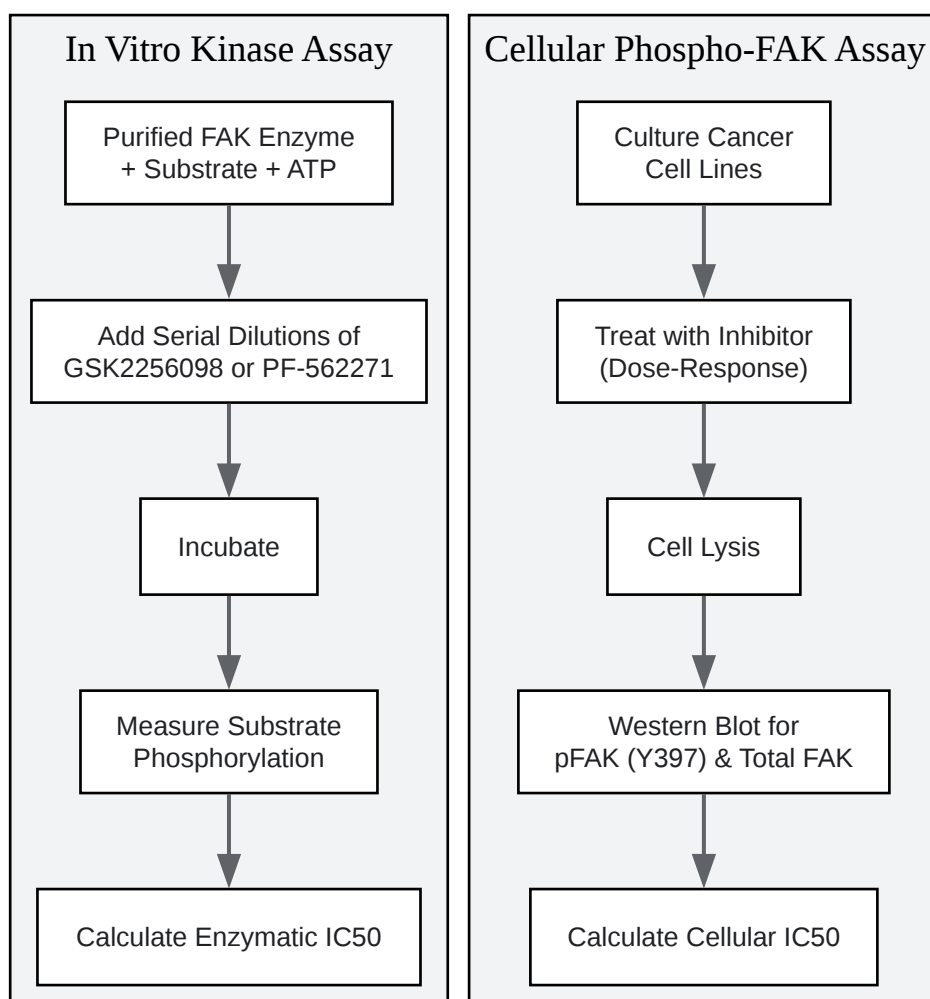 In Vitro Kinase Assay
Purified FAK Enzyme
+ Substrate + ATP
Add Serial Dilutions of
GSK2256098 or PF-562271
Incubate
Measure Substrate
Phosphorylation
Calculate Enzymatic IC50
Cellular Phospho-FAK Assay
Culture Cancer
Cell Lines
Treat with Inhibitor
(Dose-Response)
Cell Lysis
Western Blot for
pFAK (Y397) & Total FAK
Calculate Cellular IC50